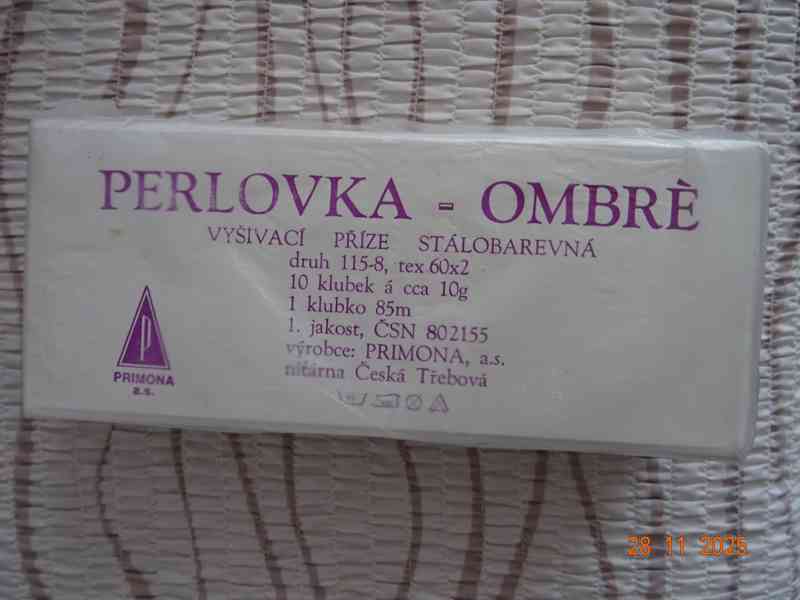 PERLOVKA - OMBRÈ
VYŠIVACÍ PŘÍZE STÁLOBAREVNÁ
druh 115-8, tex 60x2
10 klubek á cca 10g
1 klubko 85m
1. jakost, ČSN 802155
výrobce: PRIMONA, a.s.
niťárna Česká Třebová
P
PRIMONA
a.s.
28 11 2025